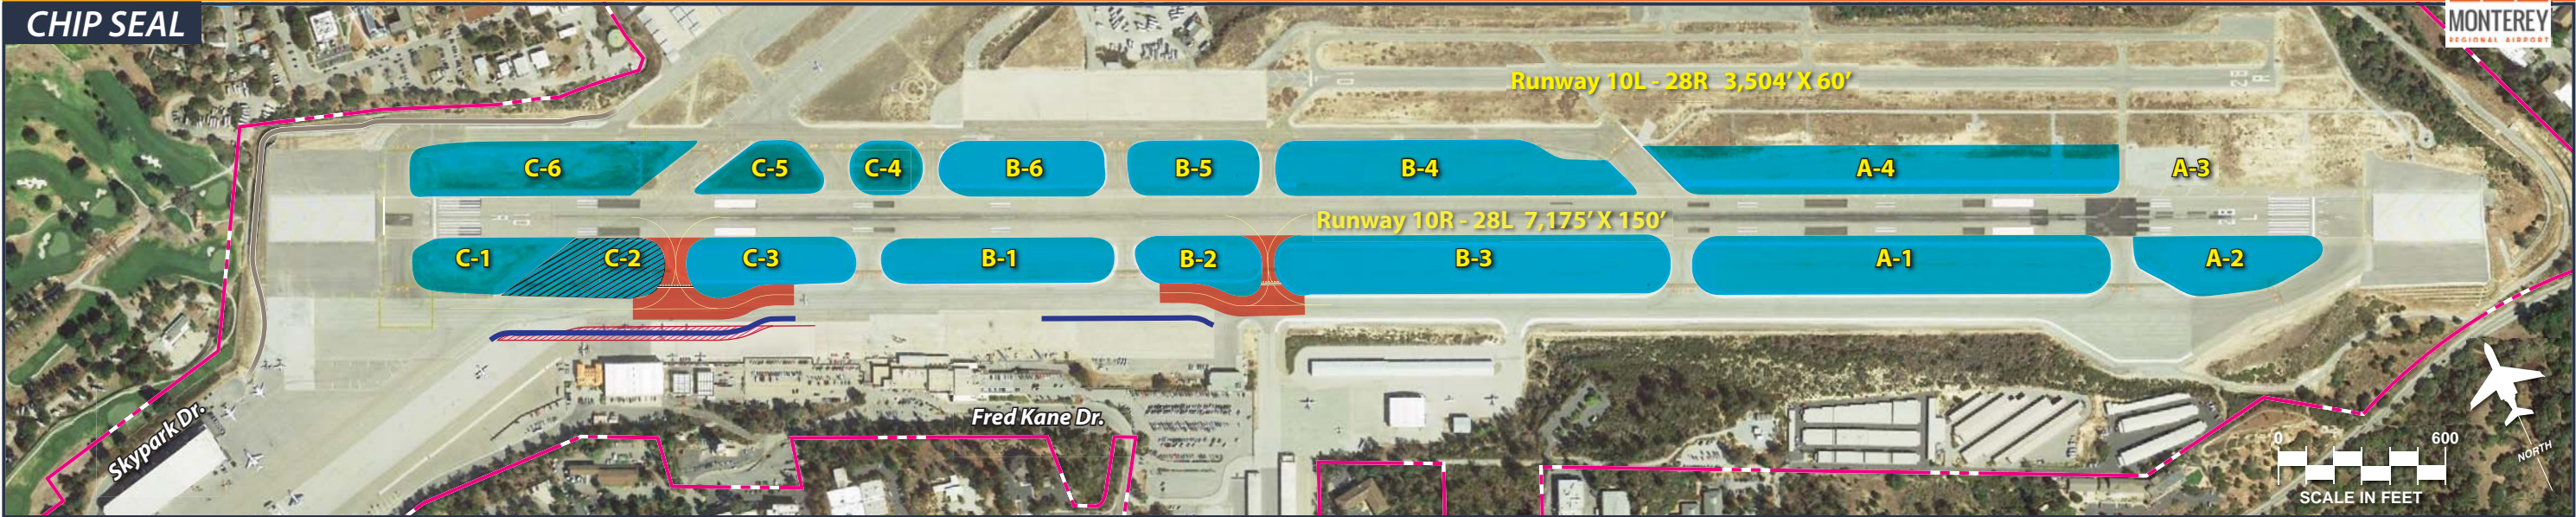 CHIP SEAL
MONTEREY
REGIONAL AIRPORT
Runway 10L - 28R 3,504' X 60'
C-6
C-5
C-4
B-6
B-5
B-4
A-4
A-3
Runway 10R - 28L 7,175' X 150'
C-1
C-2
C-3
B-1
B-2
B-3
A-1
A-2
Skypark Dr.
Fred Kane Dr.
0 600
SCALE IN FEET
NORTH